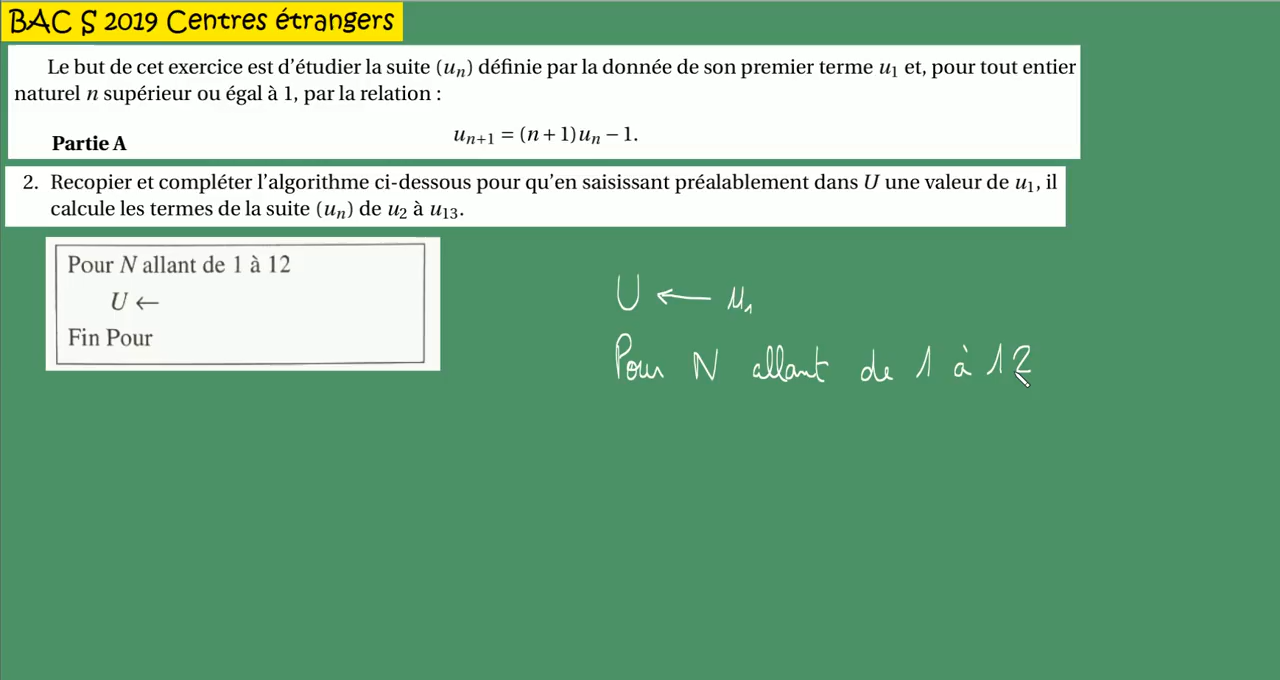 BAC S 2019 Centres étrangers
Le but de cet exercice est d'étudier la suite (uₙ) définie par la donnée de son premier terme u₁ et, pour tout entier
naturel n supérieur ou égal à 1, par la relation :
uₙ₊₁ = (n + 1)uₙ − 1.
Partie A
2. Recopier et compléter l'algorithme ci-dessous pour qu'en saisissant préalablement dans U une valeur de u₁, il
calcule les termes de la suite (uₙ) de u₂ à u₁₃.
Pour N allant de 1 à 12
U ←
Fin Pour
U ← u₁
Pour N allant de 1 à 12